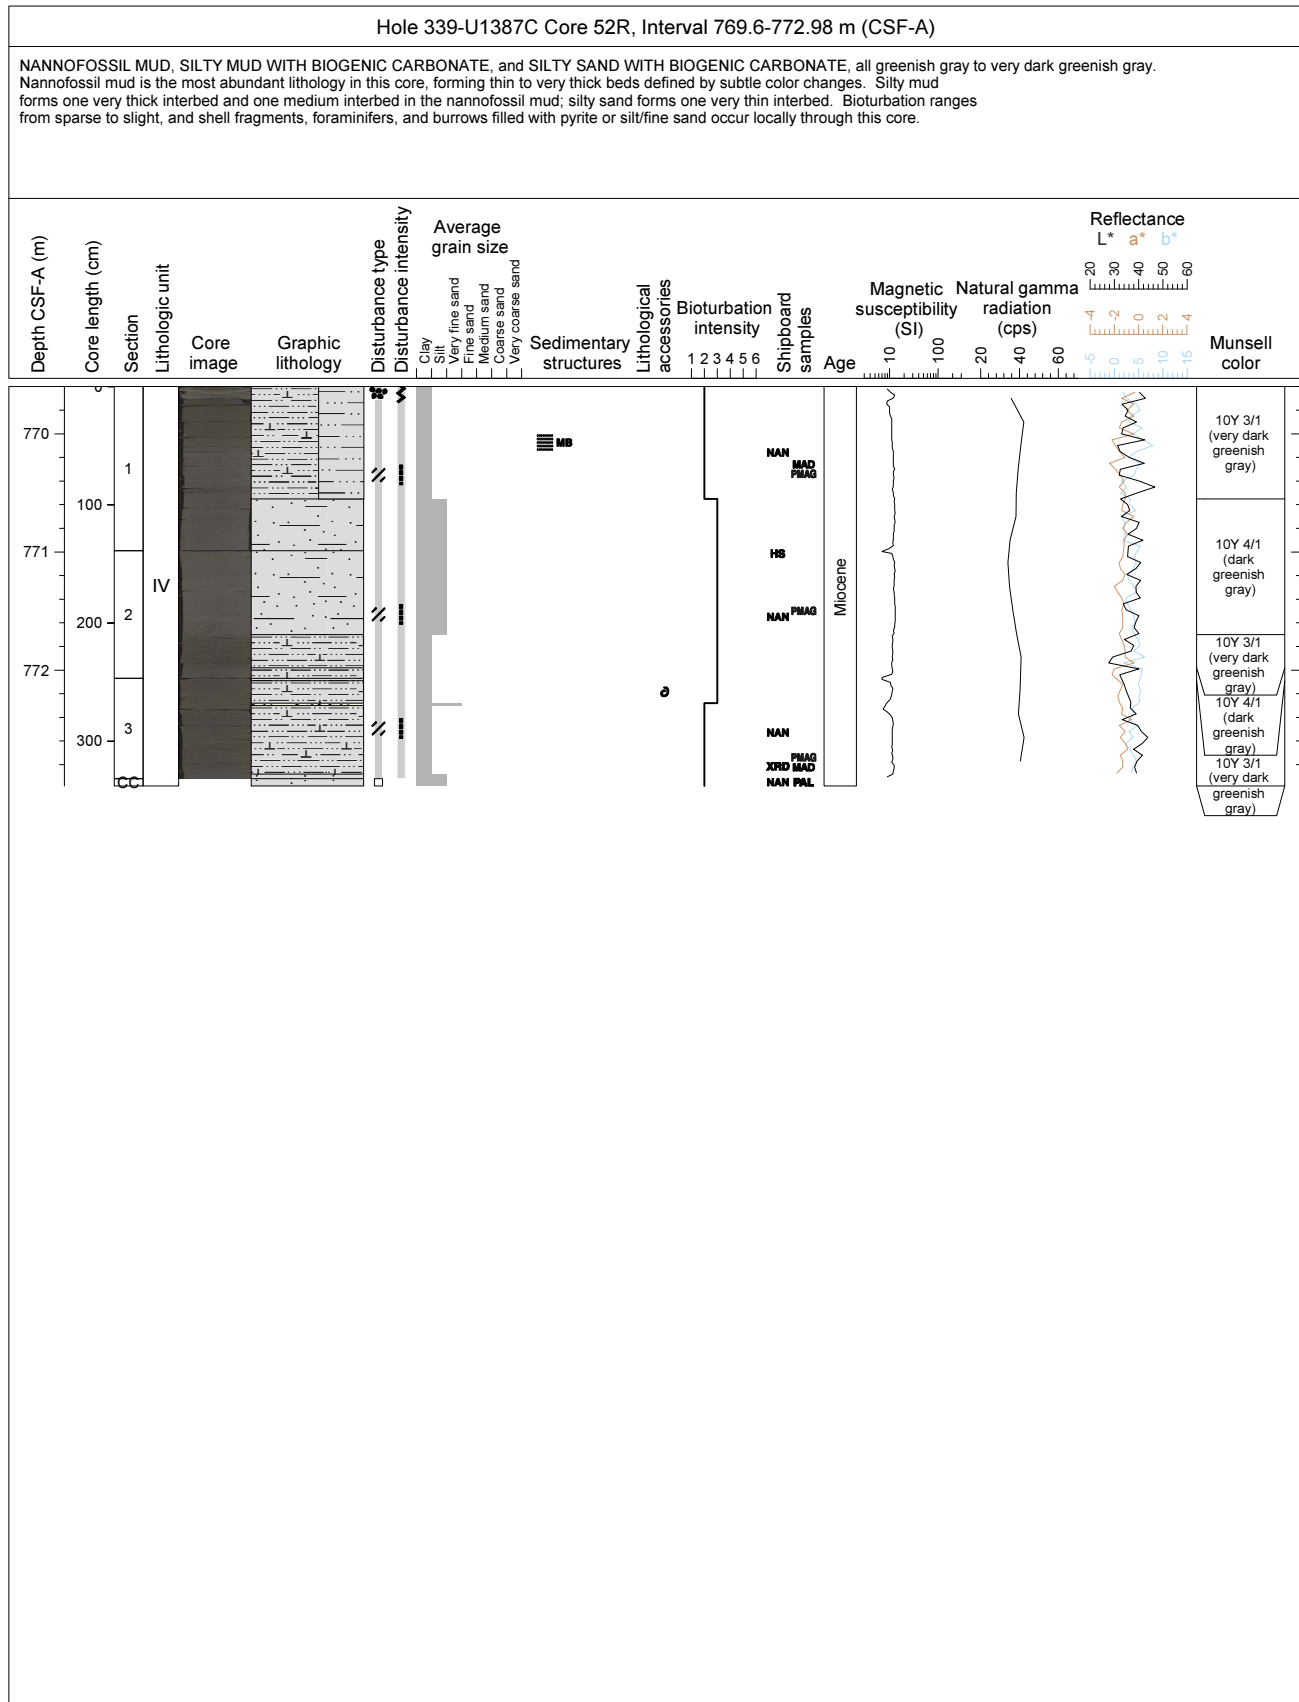 Hole 339-U1387C Core 52R, Interval 769.6-772.98 m (CSF-A)
NANNOFOSSIL MUD, SILTY MUD WITH BIOGENIC CARBONATE, and SILTY SAND WITH BIOGENIC CARBONATE, all greenish gray to very dark greenish gray.
Nannofossil mud is the most abundant lithology in this core, forming thin to very thick beds defined by subtle color changes. Silty mud
forms one very thick interbed and one medium interbed in the nannofossil mud; silty sand forms one very thin interbed. Bioturbation ranges
from sparse to slight, and shell fragments, foraminifers, and burrows filled with pyrite or silt/fine sand occur locally through this core.
Depth CSF-A (m)
Core length (cm)
Section
Lithologic unit
Core
image
Graphic
lithology
Disturbance type
Disturbance intensity
Average
grain size
Clay
Silt
Very fine sand
Fine sand
Medium sand
Coarse sand
Very coarse sand
Sedimentary
structures
Lithological
accessories
Bioturbation
intensity
1 2 3 4 5 6
Shipboard
samples
Age
Magnetic
susceptibility
(SI)
10 100
Natural gamma
radiation
(cps)
20 40 60
Reflectance
L* a* b*
20 30 40 50 60
-4 -2 0 2 4
-5 0 5 10 15
Munsell
color
770
771
772
0
100
200
300
1
2
3
CC
IV
MB
NAN
MAD
PMAG
HS
PMAG
NAN
NAN
PMAG
XRD MAD
NAN PAL
Miocene
10Y 3/1
(very dark
greenish
gray)
10Y 4/1
(dark
greenish
gray)
10Y 3/1
(very dark
greenish
gray)
10Y 4/1
(dark
greenish
gray)
10Y 3/1
(very dark
greenish
gray)